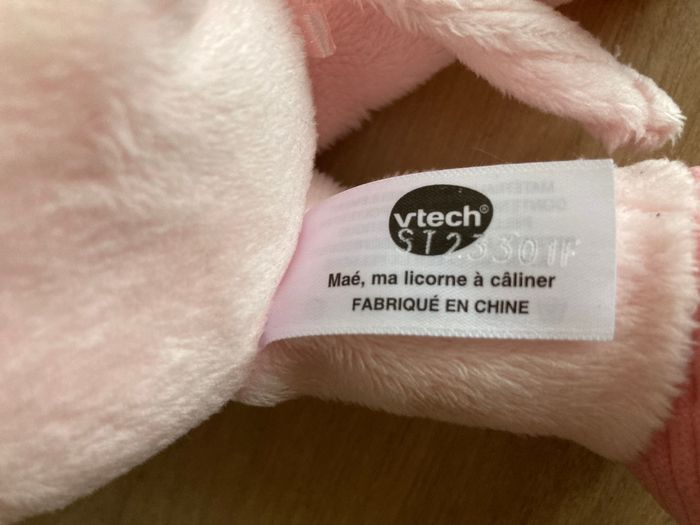 vtech®
ST23301F
Maé, ma licorne à câliner
FABRIQUÉ EN CHINE